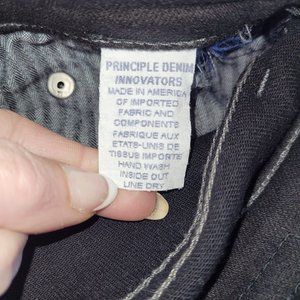 PRINCIPLE DENIM
INNOVATORS
MADE IN AMERICA
OF IMPORTED
FABRIC AND
COMPONENTS
FABRIQUE AUX
ETATS-UNIS DE
TISSUE IMPORTE
HAND WASH
INSIDE OUT
LINE DRY